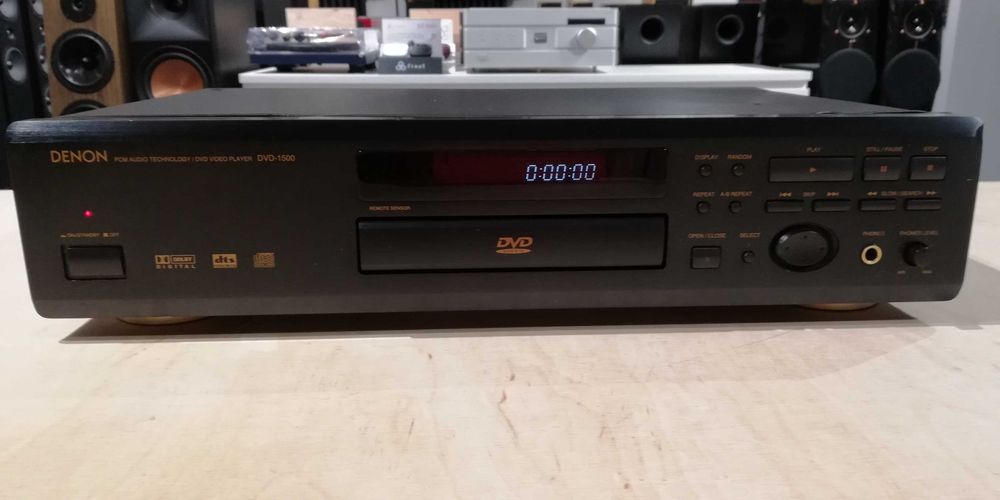 DENON PCM AUDIO TECHNOLOGY / DVD VIDEO PLAYER DVD-1500
0:00:00
REMOTE SENSOR
ON/STANDBY OFF
DOLBY
DIGITAL
dts
DVD
DISPLAY RANDOM
PLAY
STILL / PAUSE
STOP
REPEAT A-B REPEAT
SKIP
SLOW / SEARCH
OPEN / CLOSE
SELECT
PHONES
PHONES LEVEL